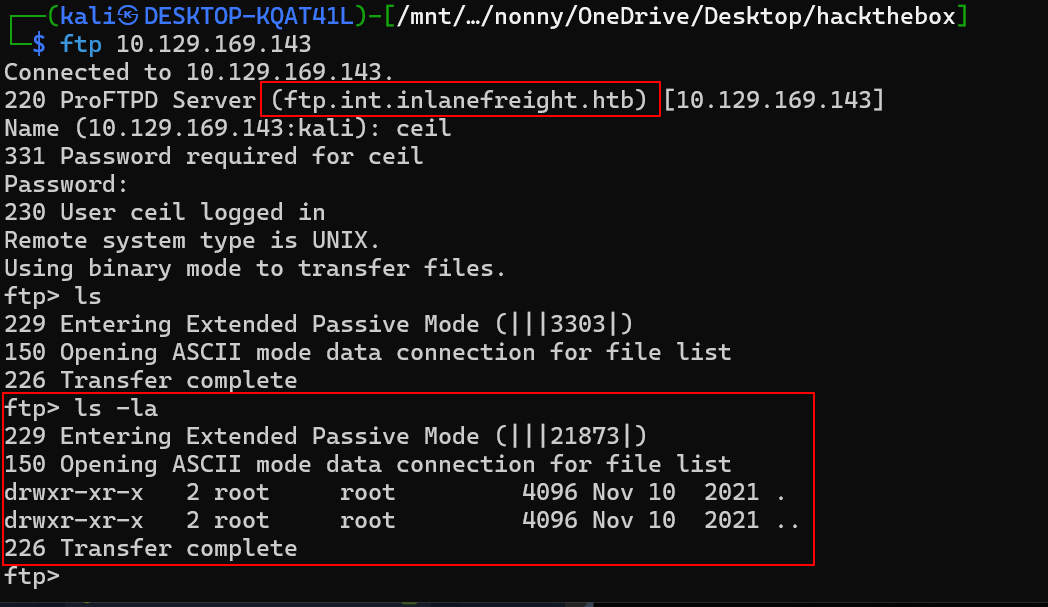 ┌──(kali㉿DESKTOP-KQAT41L)-[/mnt/…/nonny/OneDrive/Desktop/hackthebox]
└─$ ftp 10.129.169.143
Connected to 10.129.169.143.
220 ProFTPD Server (ftp.int.inlanefreight.htb) [10.129.169.143]
Name (10.129.169.143:kali): ceil
331 Password required for ceil
Password:
230 User ceil logged in
Remote system type is UNIX.
Using binary mode to transfer files.
ftp> ls
229 Entering Extended Passive Mode (|||3303|)
150 Opening ASCII mode data connection for file list
226 Transfer complete
ftp> ls -la
229 Entering Extended Passive Mode (|||21873|)
150 Opening ASCII mode data connection for file list
drwxr-xr-x   2 root     root         4096 Nov 10  2021 .
drwxr-xr-x   2 root     root         4096 Nov 10  2021 ..
226 Transfer complete
ftp>